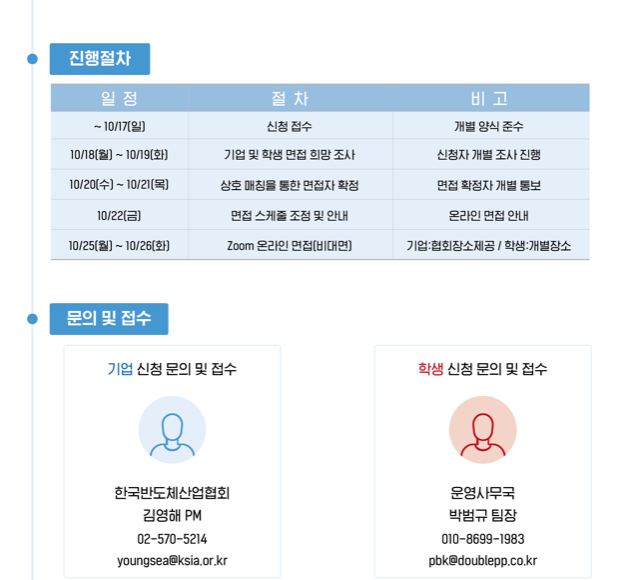 진행절차
일 정 절 차 비 고
~ 10/17(일) 신청 접수 개별 양식 준수
10/18(월) ~ 10/19(화) 기업 및 학생 면접 희망 조사 신청자 개별 조사 진행
10/20(수) ~ 10/21(목) 상호 매칭을 통한 면접자 확정 면접 확정자 개별 통보
10/22(금) 면접 스케줄 조정 및 안내 온라인 면접 안내
10/25(월) ~ 10/26(화) Zoom 온라인 면접(비대면) 기업:협회장소제공 / 학생:개별장소
문의 및 접수
기업 신청 문의 및 접수
한국반도체산업협회
김영해 PM
02-570-5214
youngsea@ksia.or.kr
학생 신청 문의 및 접수
운영사무국
박범규 팀장
010-8699-1983
pbk@doublepp.co.kr